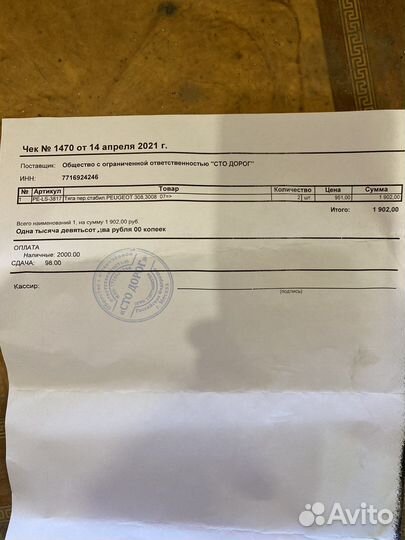 Чек № 1470 от 14 апреля 2021 г.
Поставщик: Общество с ограниченной ответственностью "СТО ДОРОГ"
ИНН: 7716924246
№ Артикул Товар Количество Цена Сумма
1 PE-LS-3817 Тяга пер.стабил.PEUGEOT 308,3008 07=> 2 шт. 951,00 1 902,00
Итого: 1 902,00
Всего наименований 1, на сумму 1 902,00 руб.
Одна тысяча девятьсот два рубля 00 копеек
ОПЛАТА
Наличные: 2000.00
СДАЧА: 98.00
«СТО ДОРОГ»
Кассир:
(подпись)
Avito